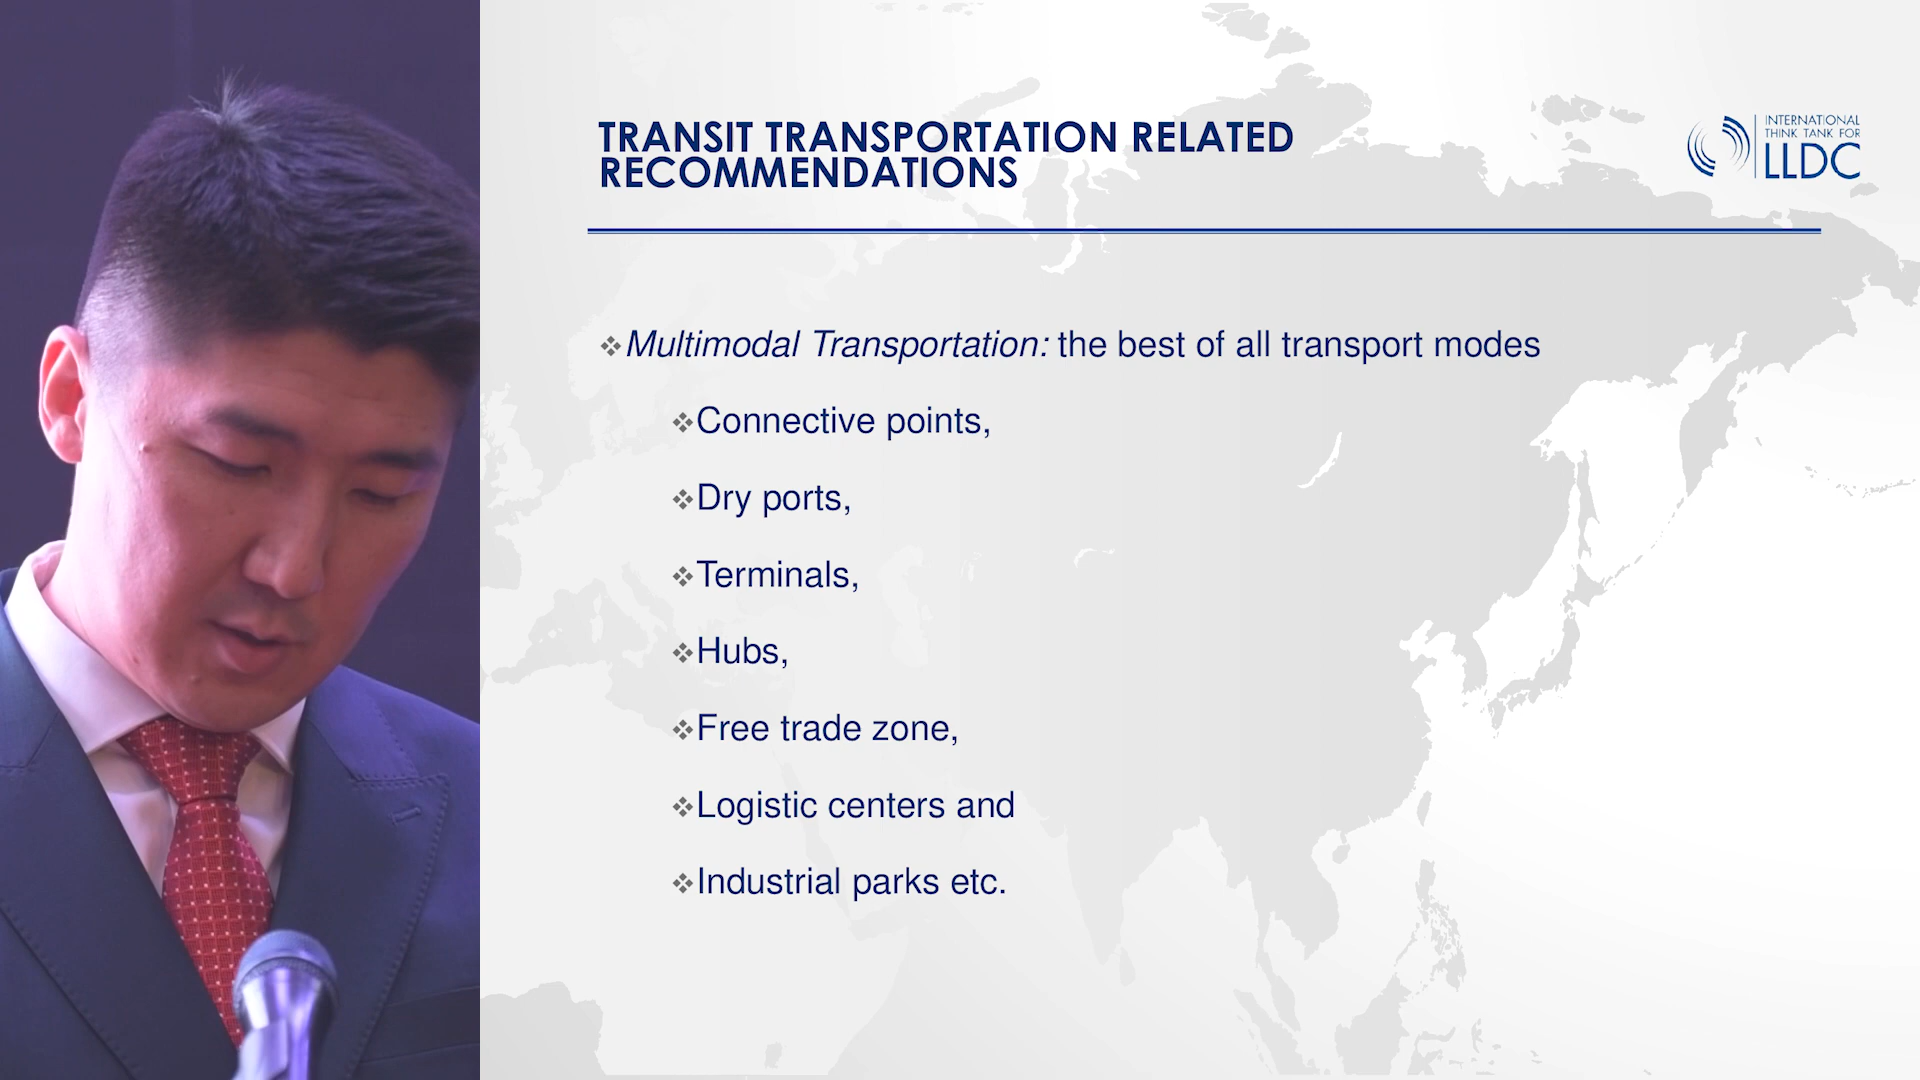 TRANSIT TRANSPORTATION RELATED
RECOMMENDATIONS
INTERNATIONAL
THINK TANK FOR
LLDC
❖Multimodal Transportation: the best of all transport modes
❖Connective points,
❖Dry ports,
❖Terminals,
❖Hubs,
❖Free trade zone,
❖Logistic centers and
❖Industrial parks etc.